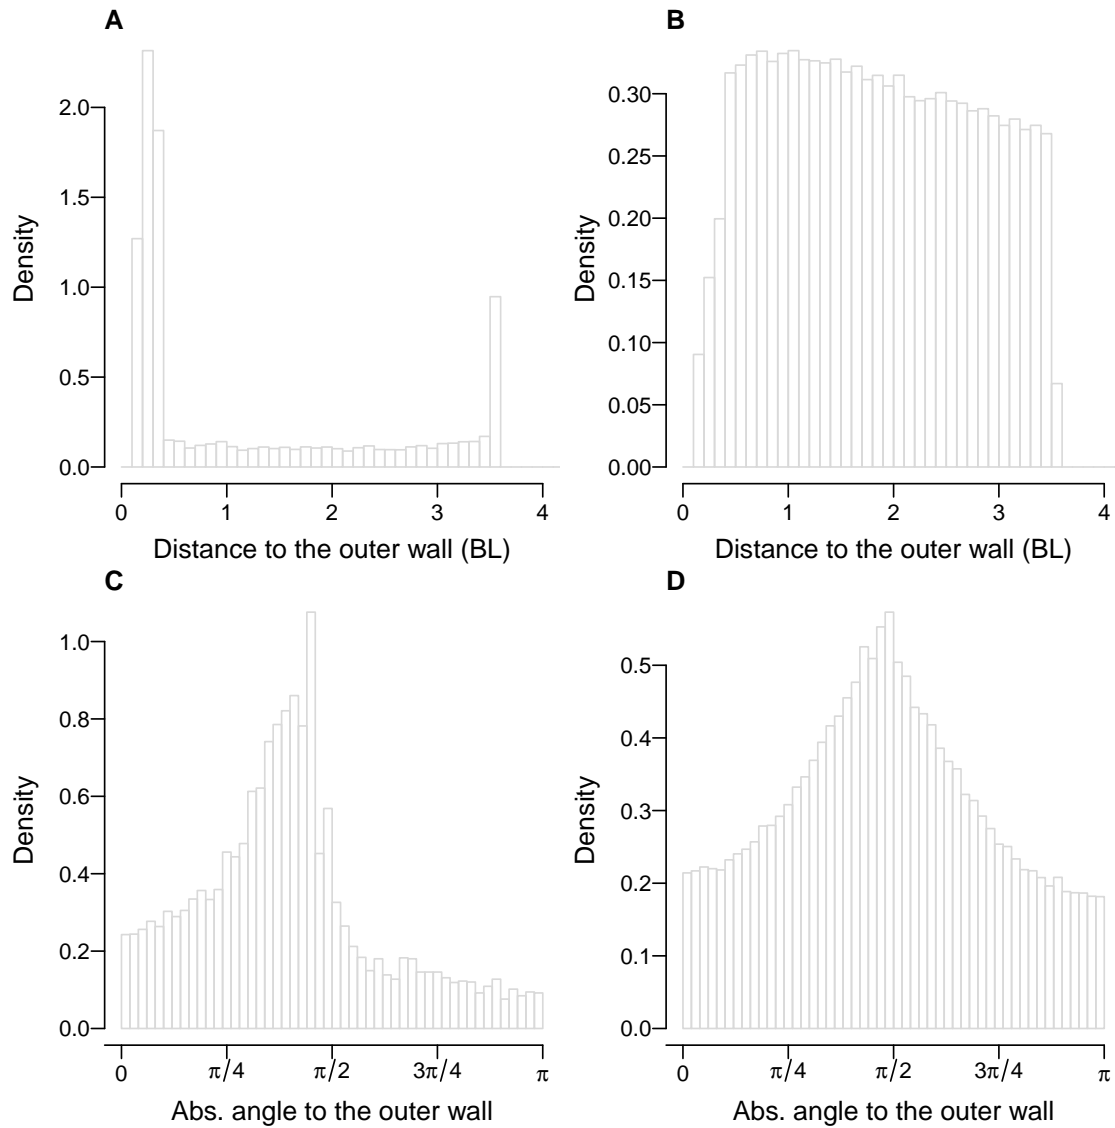 A
Density
0.0
0.5
1.0
1.5
2.0
0 1 2 3 4
Distance to the outer wall (BL)
B
Density
0.00
0.05
0.10
0.15
0.20
0.25
0.30
0 1 2 3 4
Distance to the outer wall (BL)
C
Density
0.0
0.2
0.4
0.6
0.8
1.0
0 π/4 π/2 3π/4 π
Abs. angle to the outer wall
D
Density
0.0
0.1
0.2
0.3
0.4
0.5
0 π/4 π/2 3π/4 π
Abs. angle to the outer wall